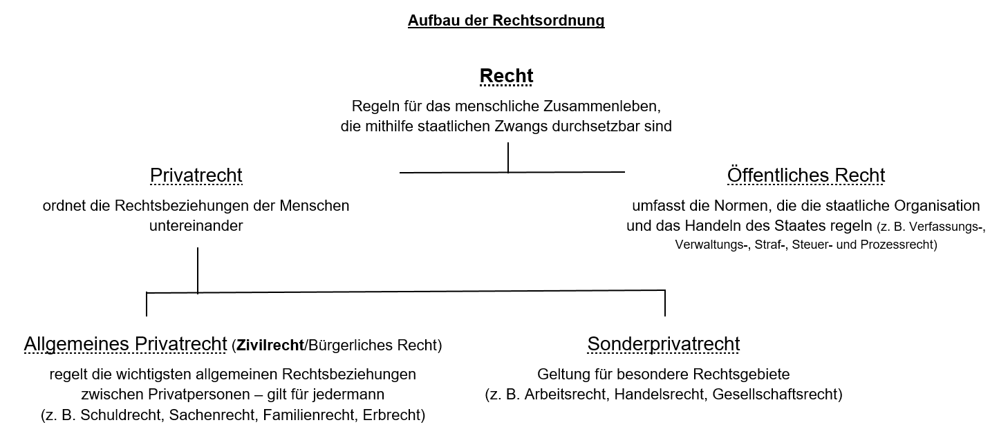 Aufbau der Rechtsordnung
Recht
Regeln für das menschliche Zusammenleben,
die mithilfe staatlichen Zwangs durchsetzbar sind
Privatrecht
ordnet die Rechtsbeziehungen der Menschen
untereinander
Öffentliches Recht
umfasst die Normen, die die staatliche Organisation
und das Handeln des Staates regeln (z. B. Verfassungs-,
Verwaltungs-, Straf-, Steuer- und Prozessrecht)
Allgemeines Privatrecht (Zivilrecht/Bürgerliches Recht)
regelt die wichtigsten allgemeinen Rechtsbeziehungen
zwischen Privatpersonen – gilt für jedermann
(z. B. Schuldrecht, Sachenrecht, Familienrecht, Erbrecht)
Sonderprivatrecht
Geltung für besondere Rechtsgebiete
(z. B. Arbeitsrecht, Handelsrecht, Gesellschaftsrecht)